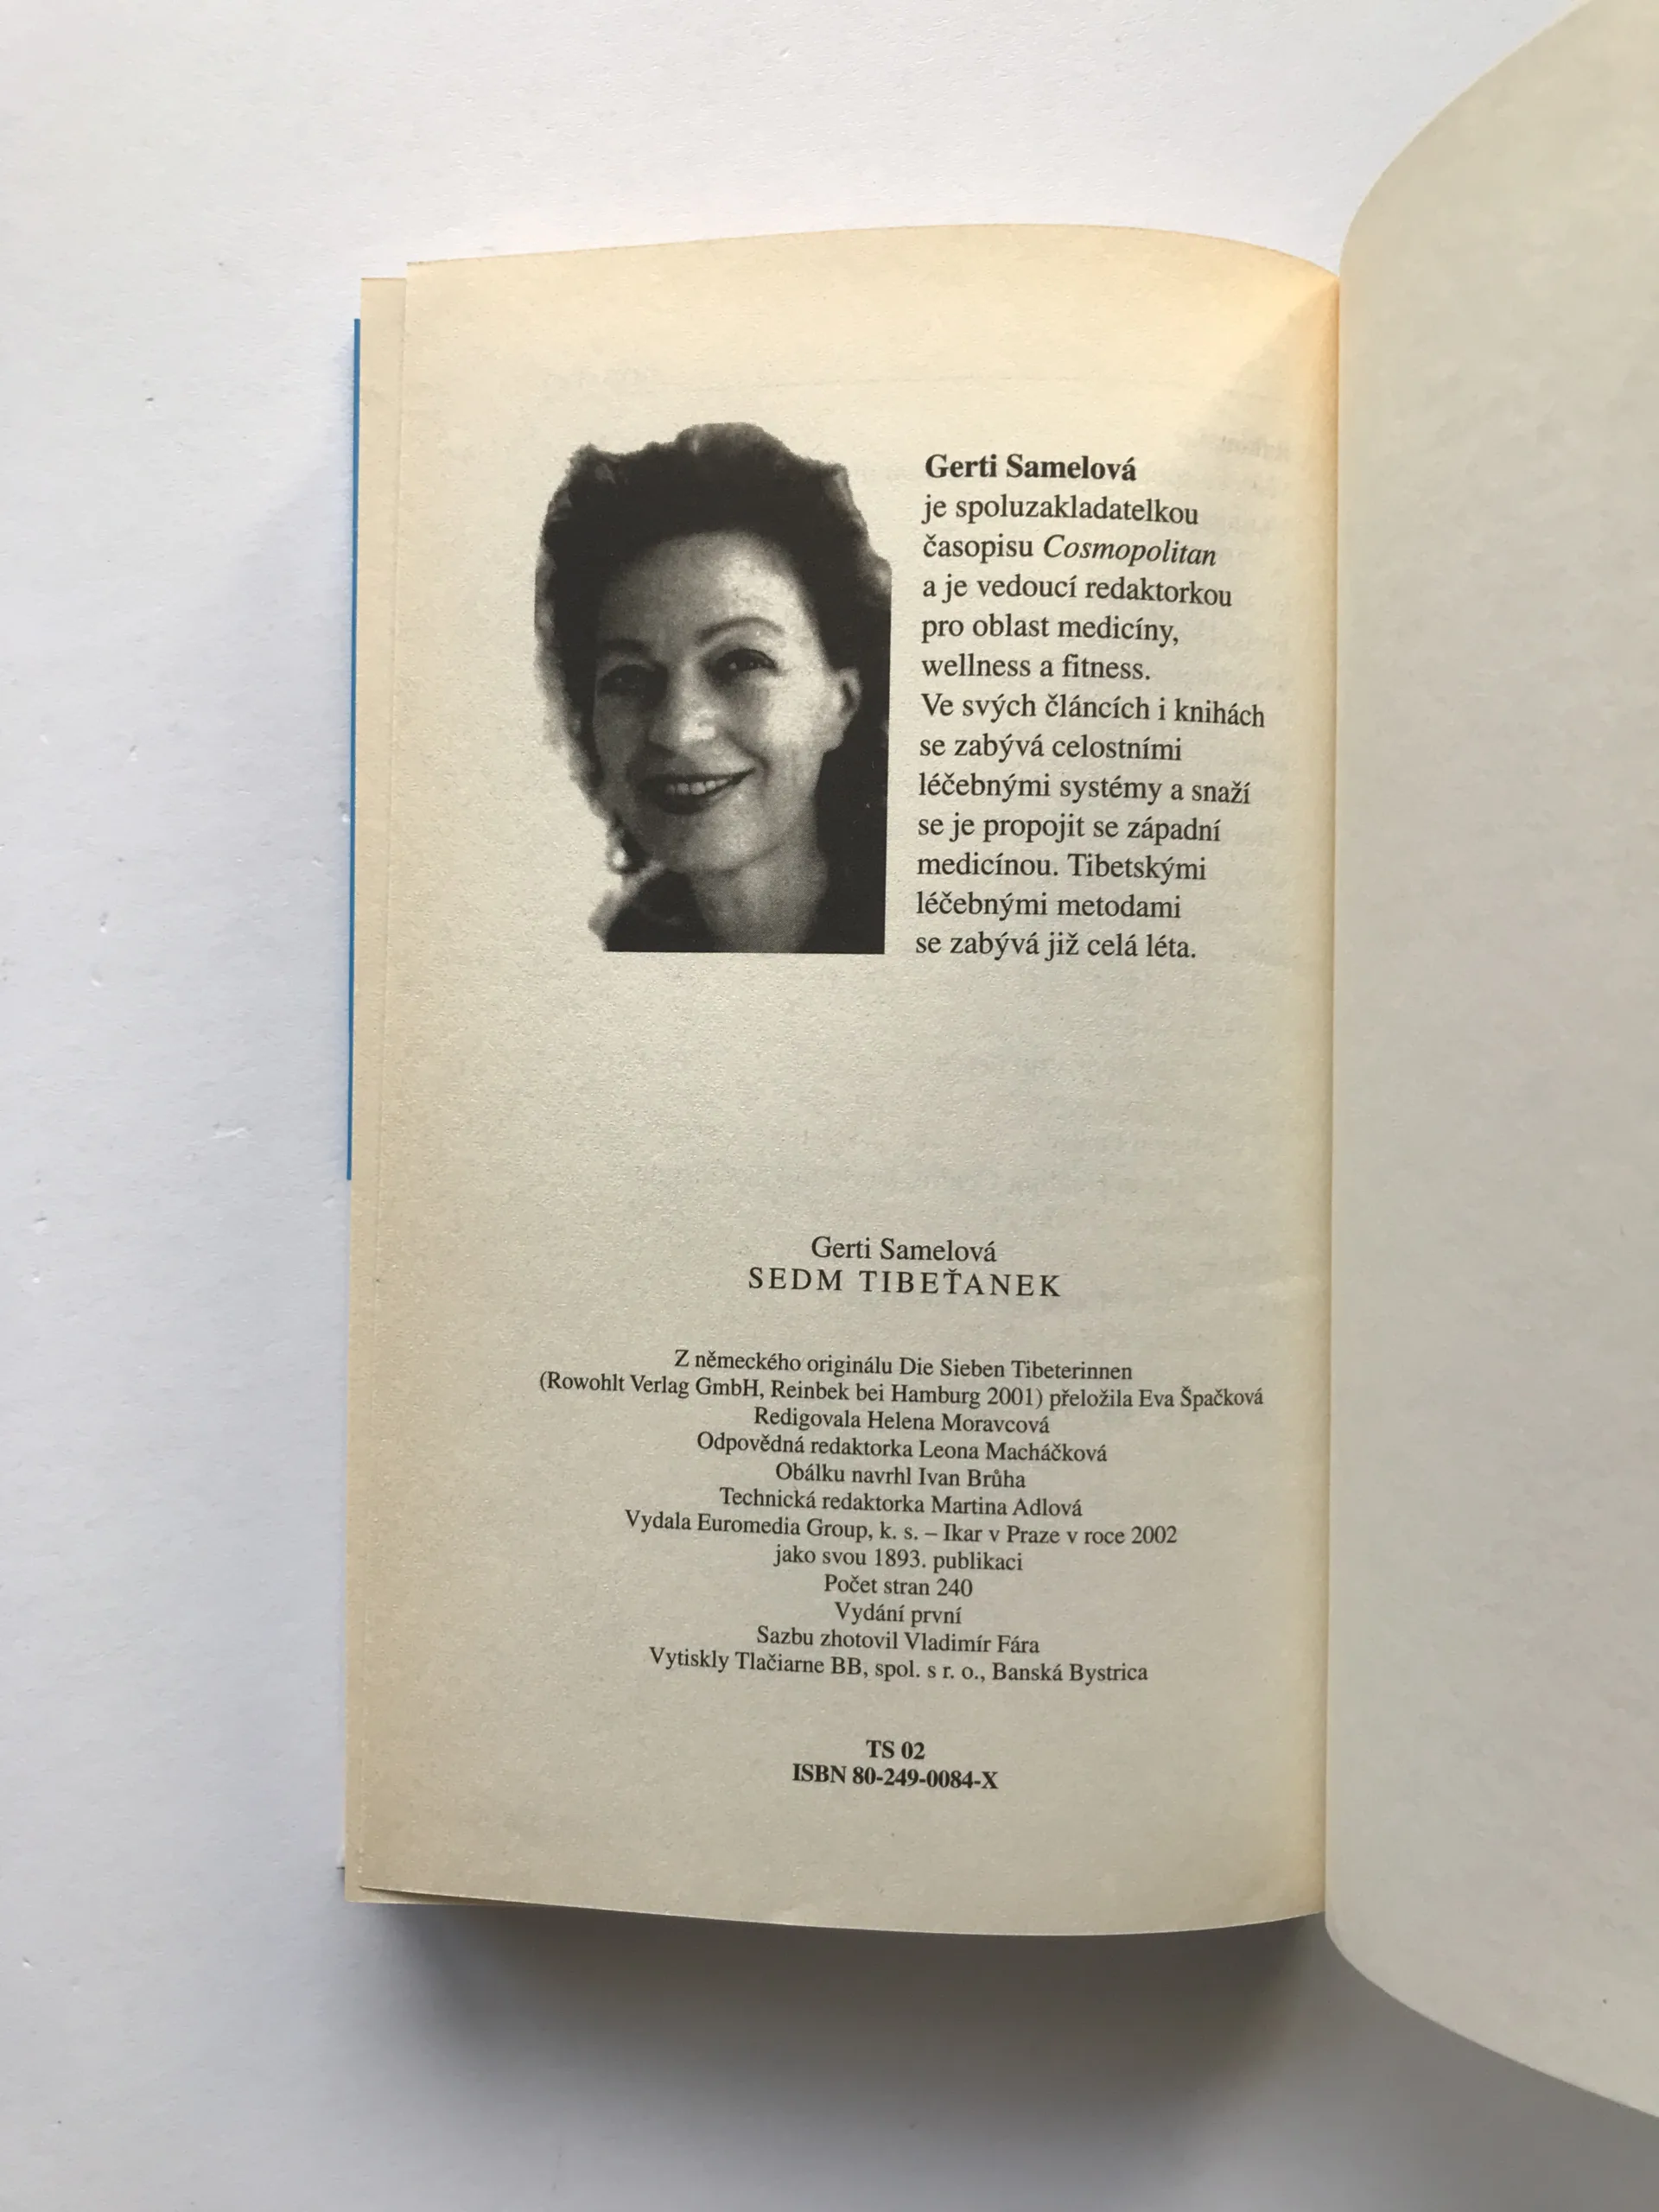 Gerti Samelová
je spoluzakladatelkou
časopisu Cosmopolitan
a je vedoucí redaktorkou
pro oblast medicíny,
wellness a fitness.
Ve svých článcích i knihách
se zabývá celostními
léčebnými systémy a snaží
se je propojit se západní
medicínou. Tibetskými
léčebnými metodami
se zabývá již celá léta.
Gerti Samelová
SEDM TIBEŤANEK
Z německého originálu Die Sieben Tibeterinnen
(Rowohlt Verlag GmbH, Reinbek bei Hamburg 2001) přeložila Eva Špačková
Redigovala Helena Moravcová
Odpovědná redaktorka Leona Macháčková
Obálku navrhl Ivan Brůha
Technická redaktorka Martina Adlová
Vydala Euromedia Group, k. s. – Ikar v Praze v roce 2002
jako svou 1893. publikaci
Počet stran 240
Vydání první
Sazbu zhotovil Vladimír Fára
Vytiskly Tlačiarne BB, spol. s r. o., Banská Bystrica
TS 02
ISBN 80-249-0084-X